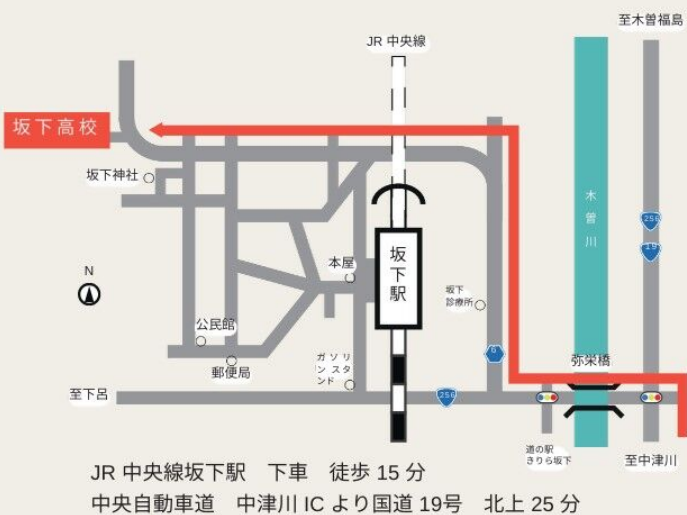 至木曽福島
JR 中央線
坂下高校
坂下神社
木曽川
256
19
N
本屋
坂下駅
坂下
診療所
公民館
郵便局
ガソリ
ンスタ
ンド
6
弥栄橋
至下呂
256
道の駅
きりら坂下
至中津川
JR 中央線坂下駅 下車 徒歩 15 分
中央自動車道 中津川 IC より国道 19号 北上 25 分